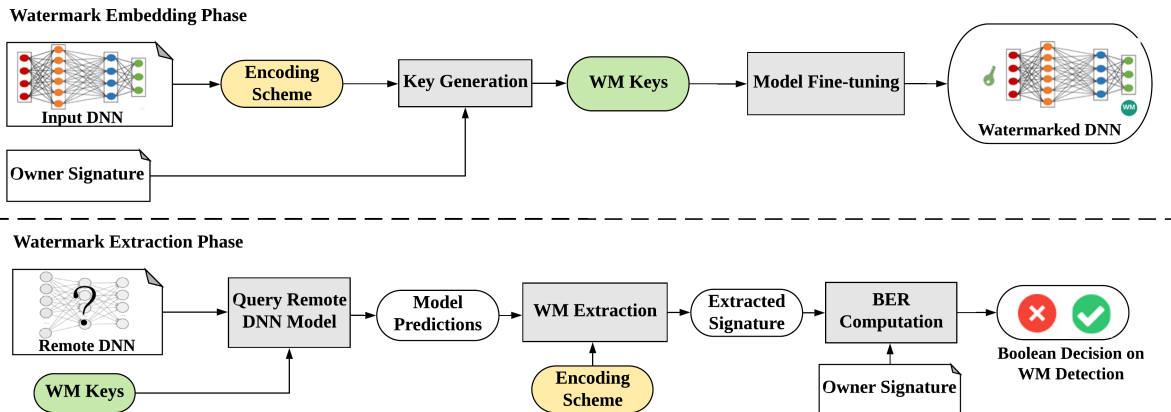 Watermark Embedding Phase
Input DNN
Encoding
Scheme
Key Generation
WM Keys
Model Fine-tuning
WM
Watermarked DNN
Owner Signature
Watermark Extraction Phase
?
Remote DNN
Query Remote
DNN Model
Model
Predictions
WM Extraction
Extracted
Signature
BER
Computation
Boolean Decision on
WM Detection
WM Keys
Encoding
Scheme
Owner Signature